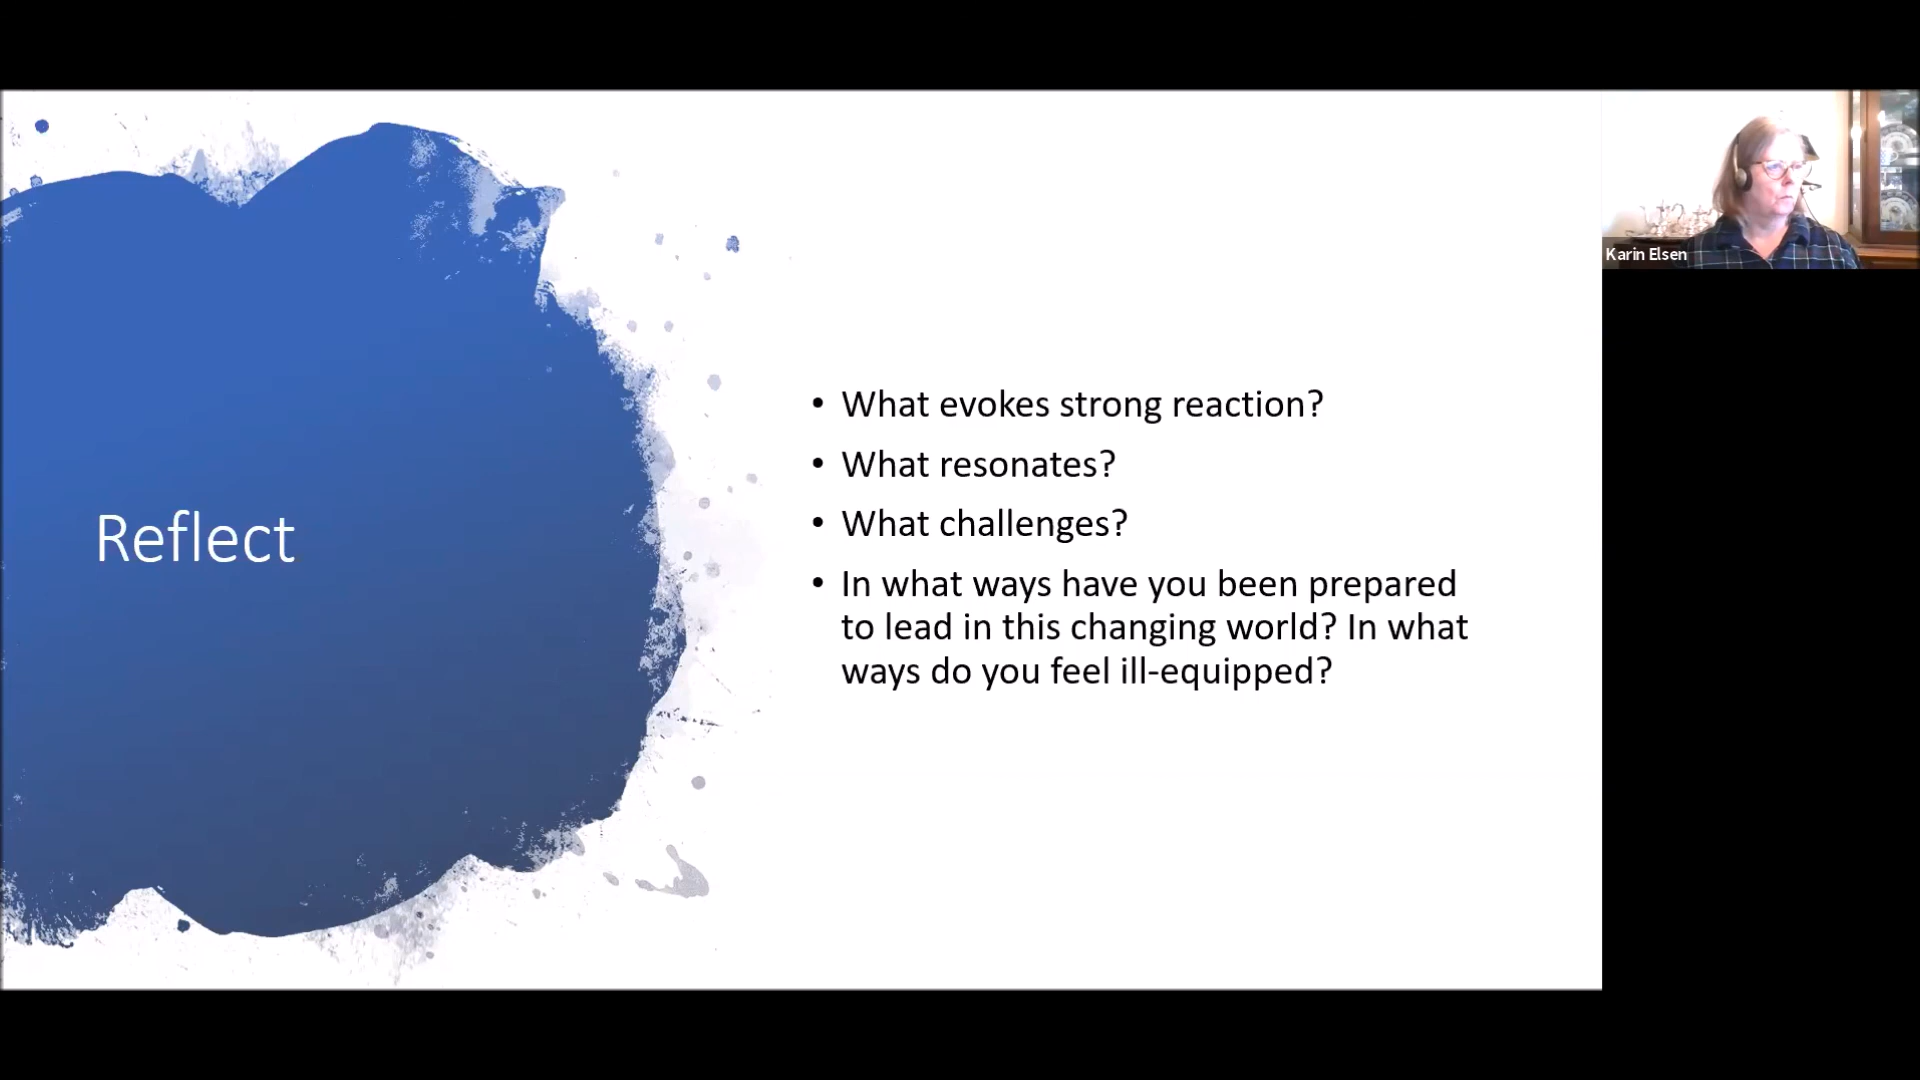 Reflect
• What evokes strong reaction?
• What resonates?
• What challenges?
• In what ways have you been prepared
to lead in this changing world? In what
ways do you feel ill-equipped?
Karin Elsen